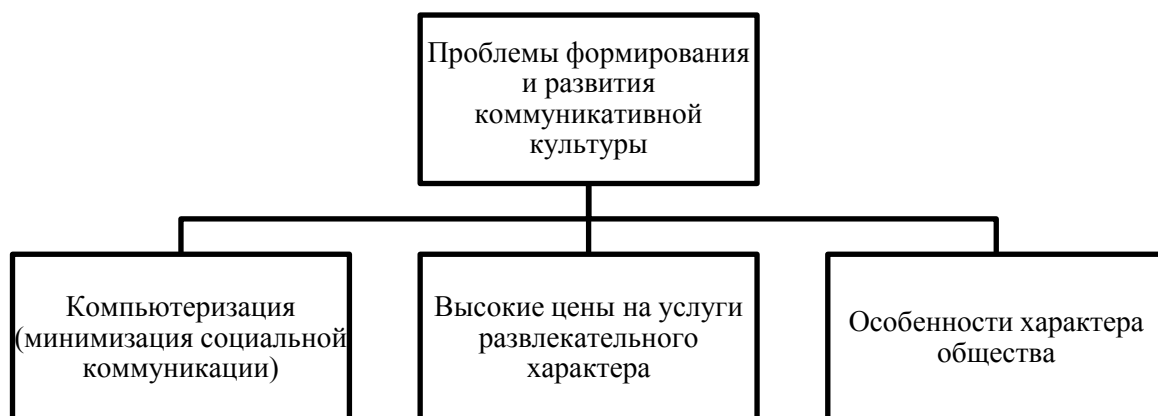 Проблемы формирования
и развития
коммуникативной
культуры
Компьютеризация
(минимизация социальной
коммуникации)
Высокие цены на услуги
развлекательного
характера
Особенности характера
общества